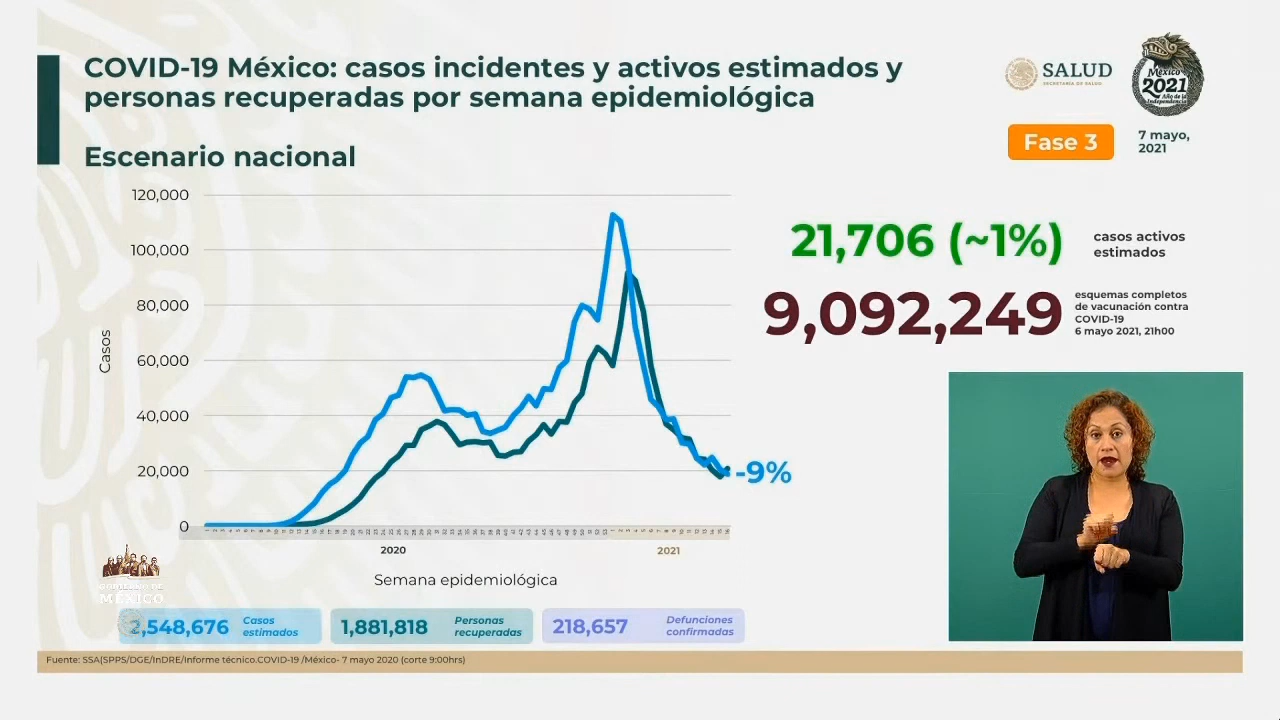 COVID-19 México: casos incidentes y activos estimados y
personas recuperadas por semana epidemiológica
Escenario nacional
SALUD
SECRETARÍA DE SALUD
México
2021
Año de la
Independencia
Fase 3
7 mayo,
2021
120,000
100,000
80,000
60,000
40,000
20,000
0
Casos
21,706 (~1%)
casos activos
estimados
9,092,249
esquemas completos
de vacunación contra
COVID-19
6 mayo 2021, 21h00
-9%
2020
2021
Semana epidemiológica
GOBIERNO DE
MÉXICO
2,548,676
Casos
estimados
1,881,818
Personas
recuperadas
218,657
Defunciones
confirmadas
Fuente: SSA(SPPS/DGE/InDRE/Informe técnico.COVID-19 /México- 7 mayo 2020 (corte 9:00hrs)